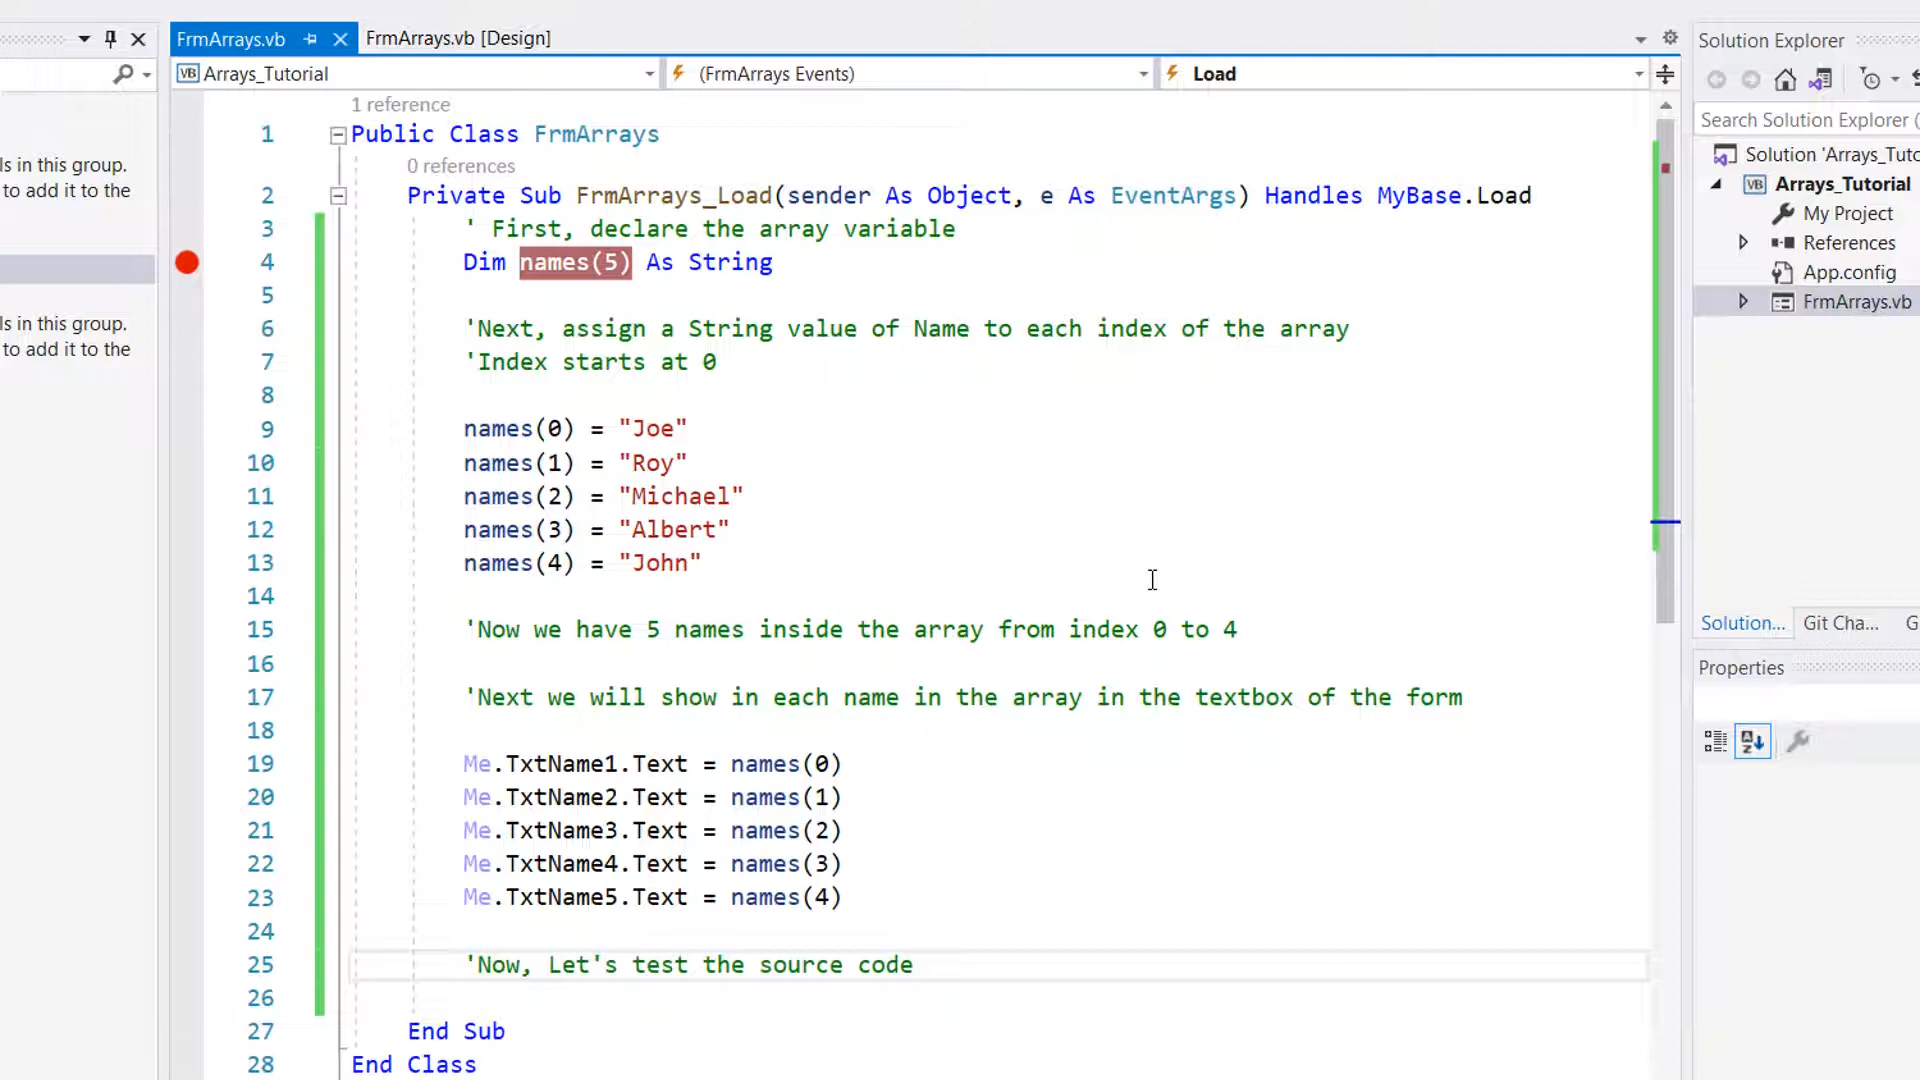 FrmArrays.vb
FrmArrays.vb [Design]
Solution Explorer
VB Arrays_Tutorial
(FrmArrays Events)
Load
1 reference
1 Public Class FrmArrays
0 references
2 Private Sub FrmArrays_Load(sender As Object, e As EventArgs) Handles MyBase.Load
3 ' First, declare the array variable
4 Dim names(5) As String
5
6 'Next, assign a String value of Name to each index of the array
7 'Index starts at 0
8
9 names(0) = "Joe"
10 names(1) = "Roy"
11 names(2) = "Michael"
12 names(3) = "Albert"
13 names(4) = "John"
14
15 'Now we have 5 names inside the array from index 0 to 4
16
17 'Next we will show in each name in the array in the textbox of the form
18
19 Me.TxtName1.Text = names(0)
20 Me.TxtName2.Text = names(1)
21 Me.TxtName3.Text = names(2)
22 Me.TxtName4.Text = names(3)
23 Me.TxtName5.Text = names(4)
24
25 'Now, Let's test the source code
26
27 End Sub
28 End Class
ls in this group.
to add it to the
ls in this group.
to add it to the
Search Solution Explorer (
Solution 'Arrays_Tuto
VB Arrays_Tutorial
My Project
References
App.config
FrmArrays.vb
Solution...
Git Cha...
G
Properties